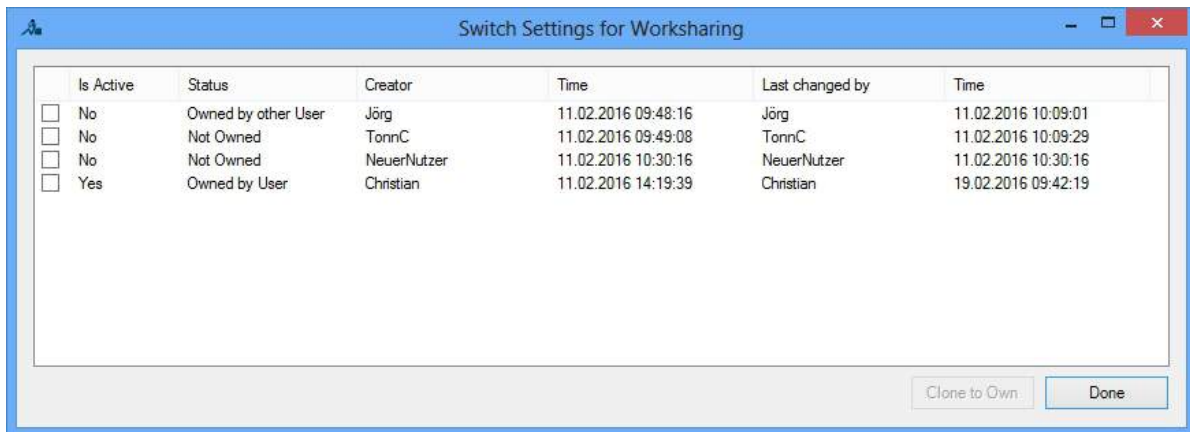 Switch Settings for Worksharing
Is Active Status Creator Time Last changed by Time
No Owned by other User Jörg 11.02.2016 09:48:16 Jörg 11.02.2016 10:09:01
No Not Owned TonnC 11.02.2016 09:49:08 TonnC 11.02.2016 10:09:29
No Not Owned NeuerNutzer 11.02.2016 10:30:16 NeuerNutzer 11.02.2016 10:30:16
Yes Owned by User Christian 11.02.2016 14:19:39 Christian 19.02.2016 09:42:19
Clone to Own Done